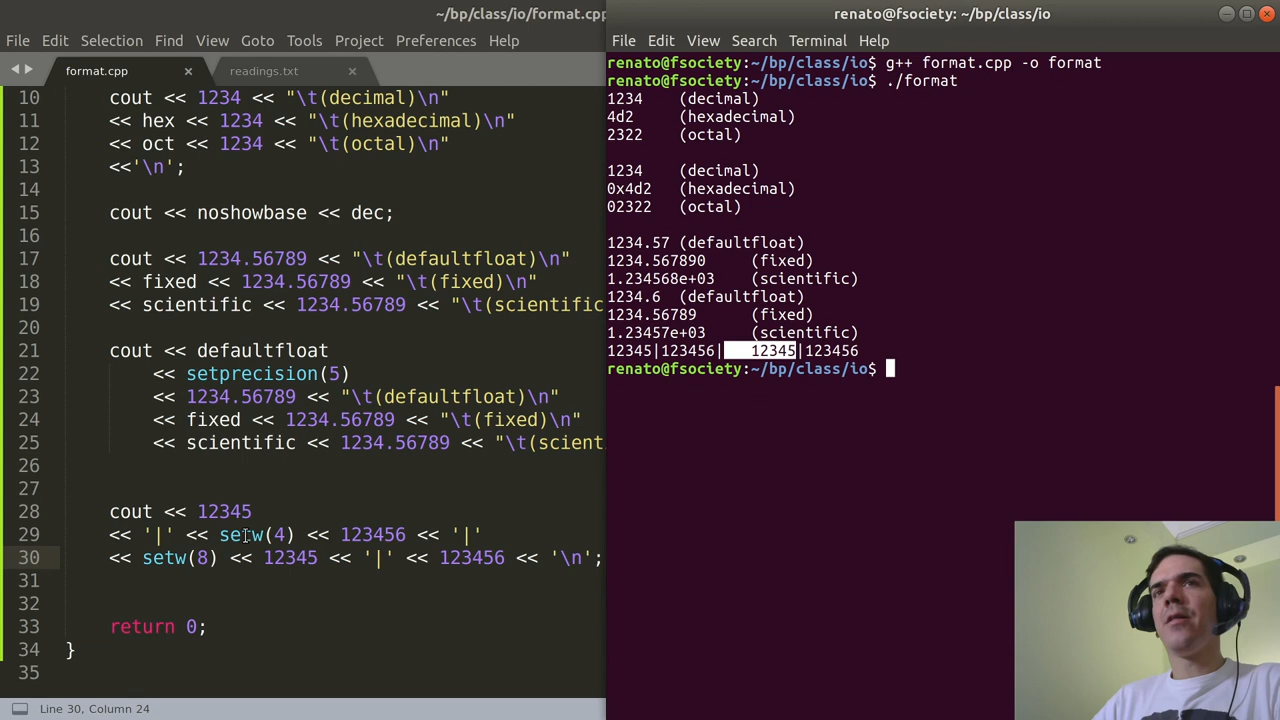 ~/bp/class/io/format.cpp
File Edit Selection Find View Goto Tools Project Preferences Help
format.cpp × readings.txt ×
10 cout << 1234 << "\t(decimal)\n"
11 << hex << 1234 << "\t(hexadecimal)\n"
12 << oct << 1234 << "\t(octal)\n"
13 <<'\n';
14
15 cout << noshowbase << dec;
16
17 cout << 1234.56789 << "\t(defaultfloat)\n"
18 << fixed << 1234.56789 << "\t(fixed)\n"
19 << scientific << 1234.56789 << "\t(scientific
20
21 cout << defaultfloat
22 << setprecision(5)
23 << 1234.56789 << "\t(defaultfloat)\n"
24 << fixed << 1234.56789 << "\t(fixed)\n"
25 << scientific << 1234.56789 << "\t(scient
26
27
28 cout << 12345
29 << '|' << setw(4) << 123456 << '|'
30 << setw(8) << 12345 << '|' << 123456 << '\n';
31
32
33 return 0;
34 }
35
Line 30, Column 24
renato@fsociety: ~/bp/class/io
File Edit View Search Terminal Help
renato@fsociety:~/bp/class/io$ g++ format.cpp -o format
renato@fsociety:~/bp/class/io$ ./format
1234 (decimal)
4d2 (hexadecimal)
2322 (octal)
1234 (decimal)
0x4d2 (hexadecimal)
02322 (octal)
1234.57 (defaultfloat)
1234.567890 (fixed)
1.234568e+03 (scientific)
1234.6 (defaultfloat)
1234.56789 (fixed)
1.23457e+03 (scientific)
12345|123456|   12345|123456
renato@fsociety:~/bp/class/io$